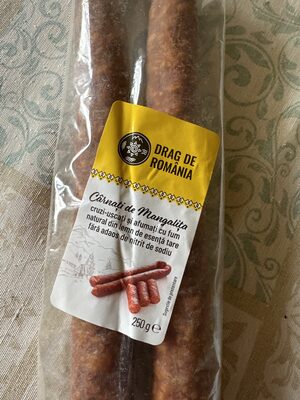 DRAG DE
ROMÂNIA
Cârnați de Mangalița
cruzi-uscați și afumați cu fum
natural din lemn de esență tare
fără adaos de nitrit de sodiu
250 g e